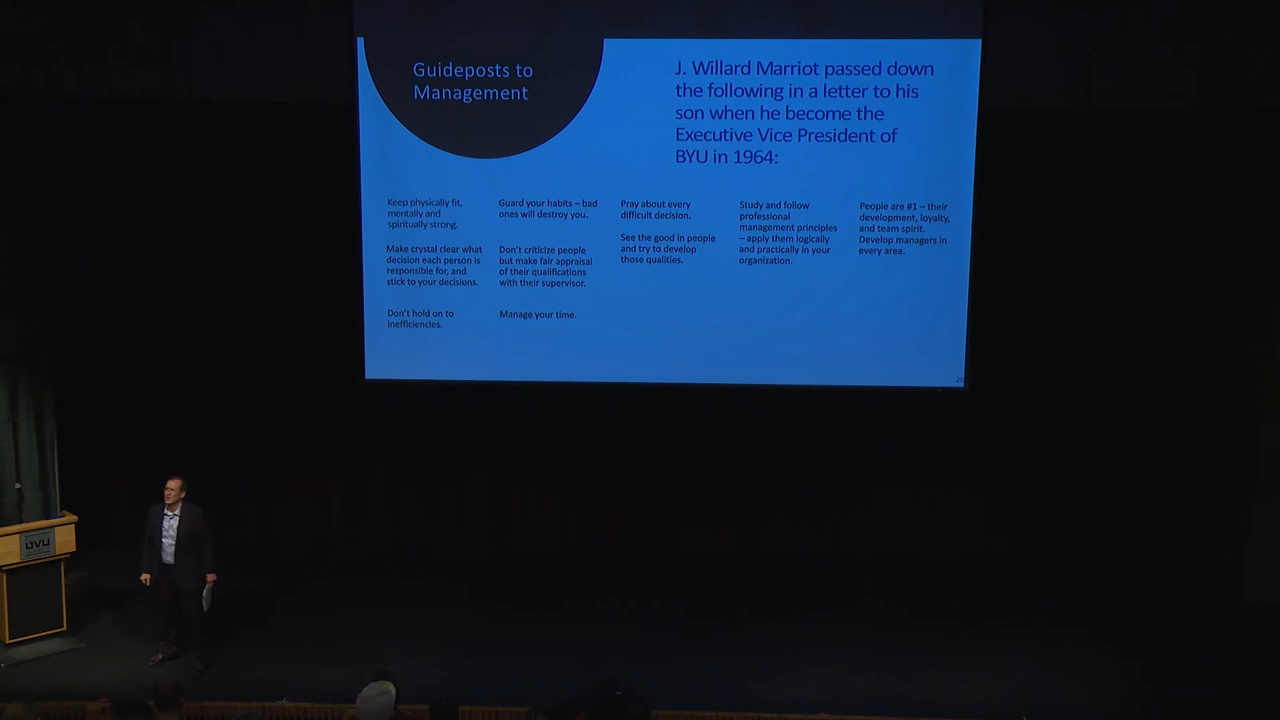 Guideposts to
Management
J. Willard Marriot passed down
the following in a letter to his
son when he become the
Executive Vice President of
BYU in 1964:
Keep physically fit,
mentally and
spiritually strong.
Make crystal clear what
decision each person is
responsible for, and
stick to your decisions.
Don't hold on to
inefficiencies.
Guard your habits – bad
ones will destroy you.
Don't criticize people
but make fair appraisal
of their qualifications
with their supervisor.
Manage your time.
Pray about every
difficult decision.
See the good in people
and try to develop
those qualities.
Study and follow
professional
management principles
– apply them logically
and practically in your
organization.
People are #1 – their
development, loyalty,
and team spirit.
Develop managers in
every area.
UVU